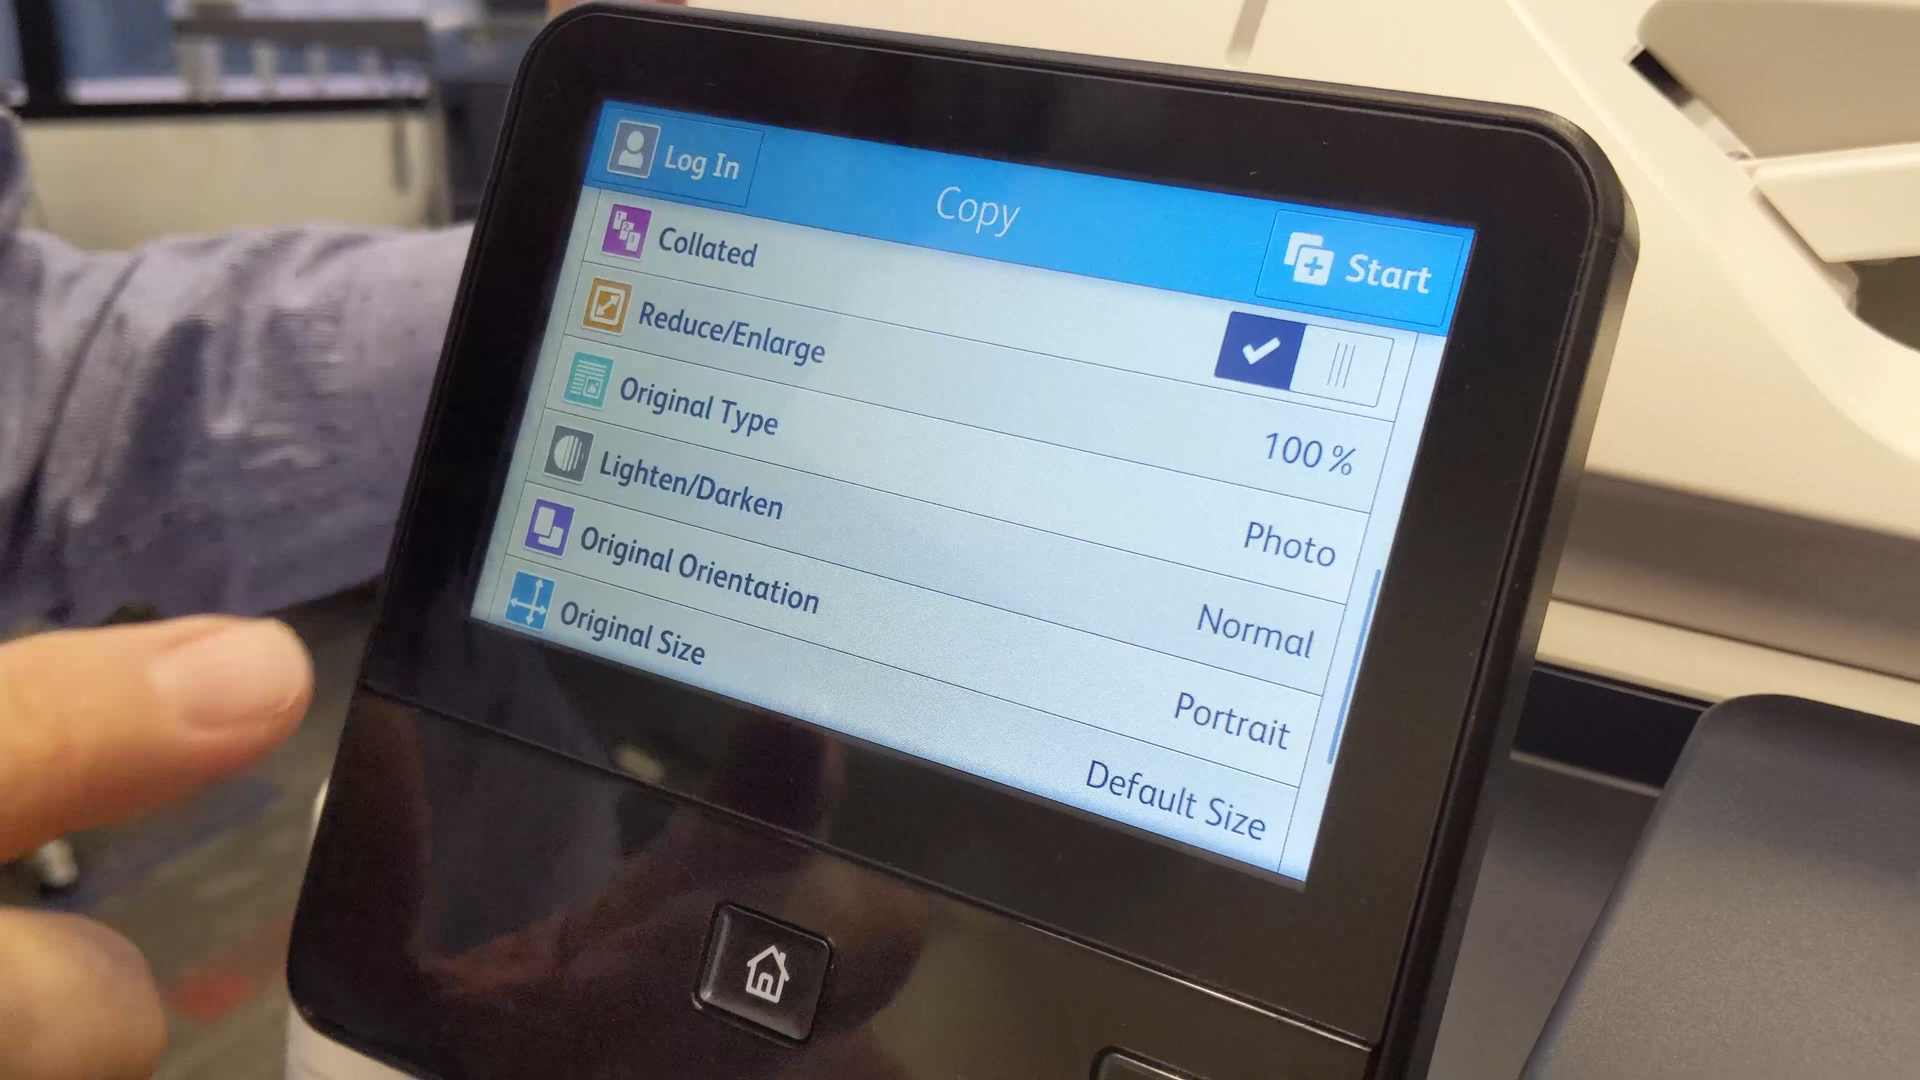 Log In
Copy
Start
Collated
Reduce/Enlarge
100 %
Original Type
Photo
Lighten/Darken
Normal
Original Orientation
Portrait
Original Size
Default Size